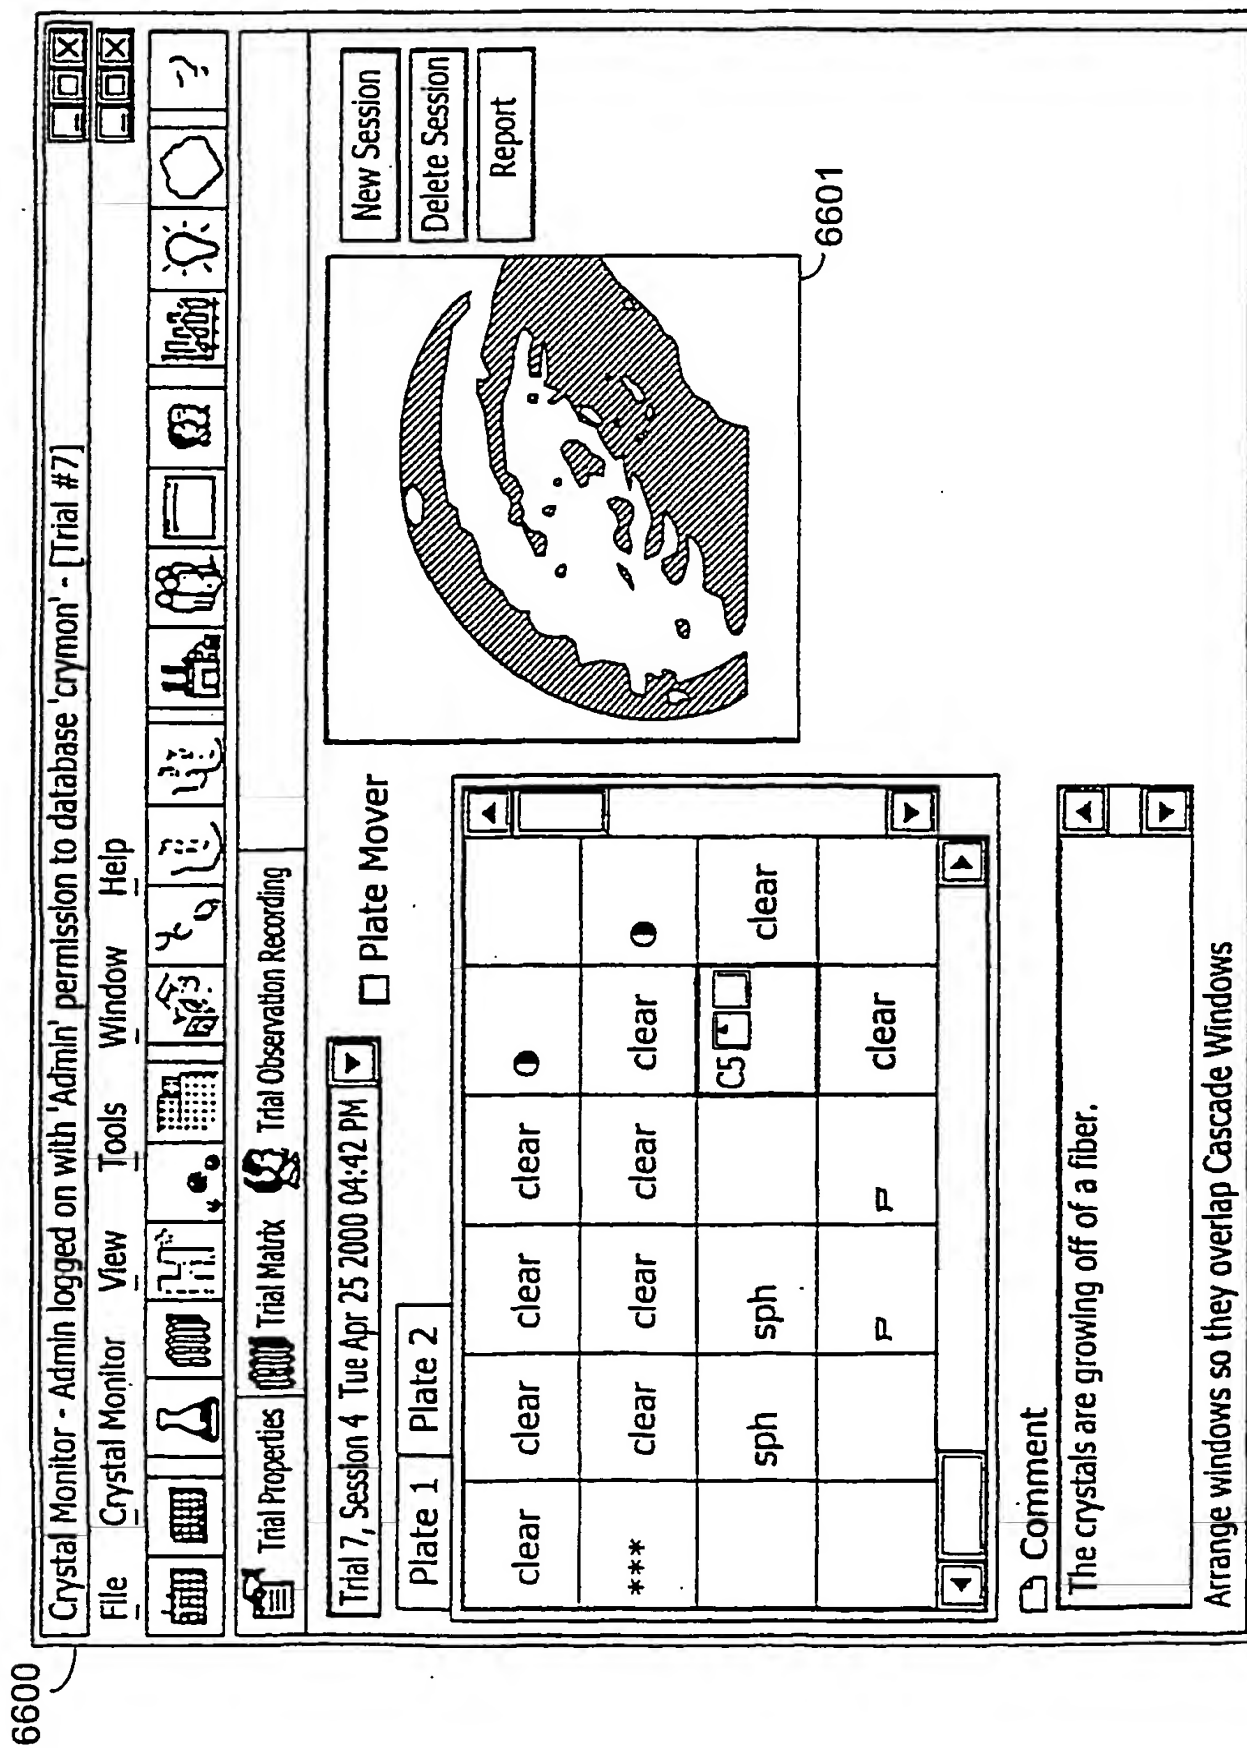 6600
Crystal Monitor - Admin logged on with 'Admin' permission to database 'crymon' - [Trial #7]
File Crystal Monitor View Tools Window Help
?
Trial Properties Trial Matrix Trial Observation Recording
Trial 7, Session 4 Tue Apr 25 2000 04:42 PM
Plate Mover
New Session
Delete Session
Report
6601
Plate 1 Plate 2
clear clear clear clear
*** clear clear clear clear
sph sph C5 clear
P P clear
Comment
The crystals are growing off of a fiber.
Arrange windows so they overlap Cascade Windows